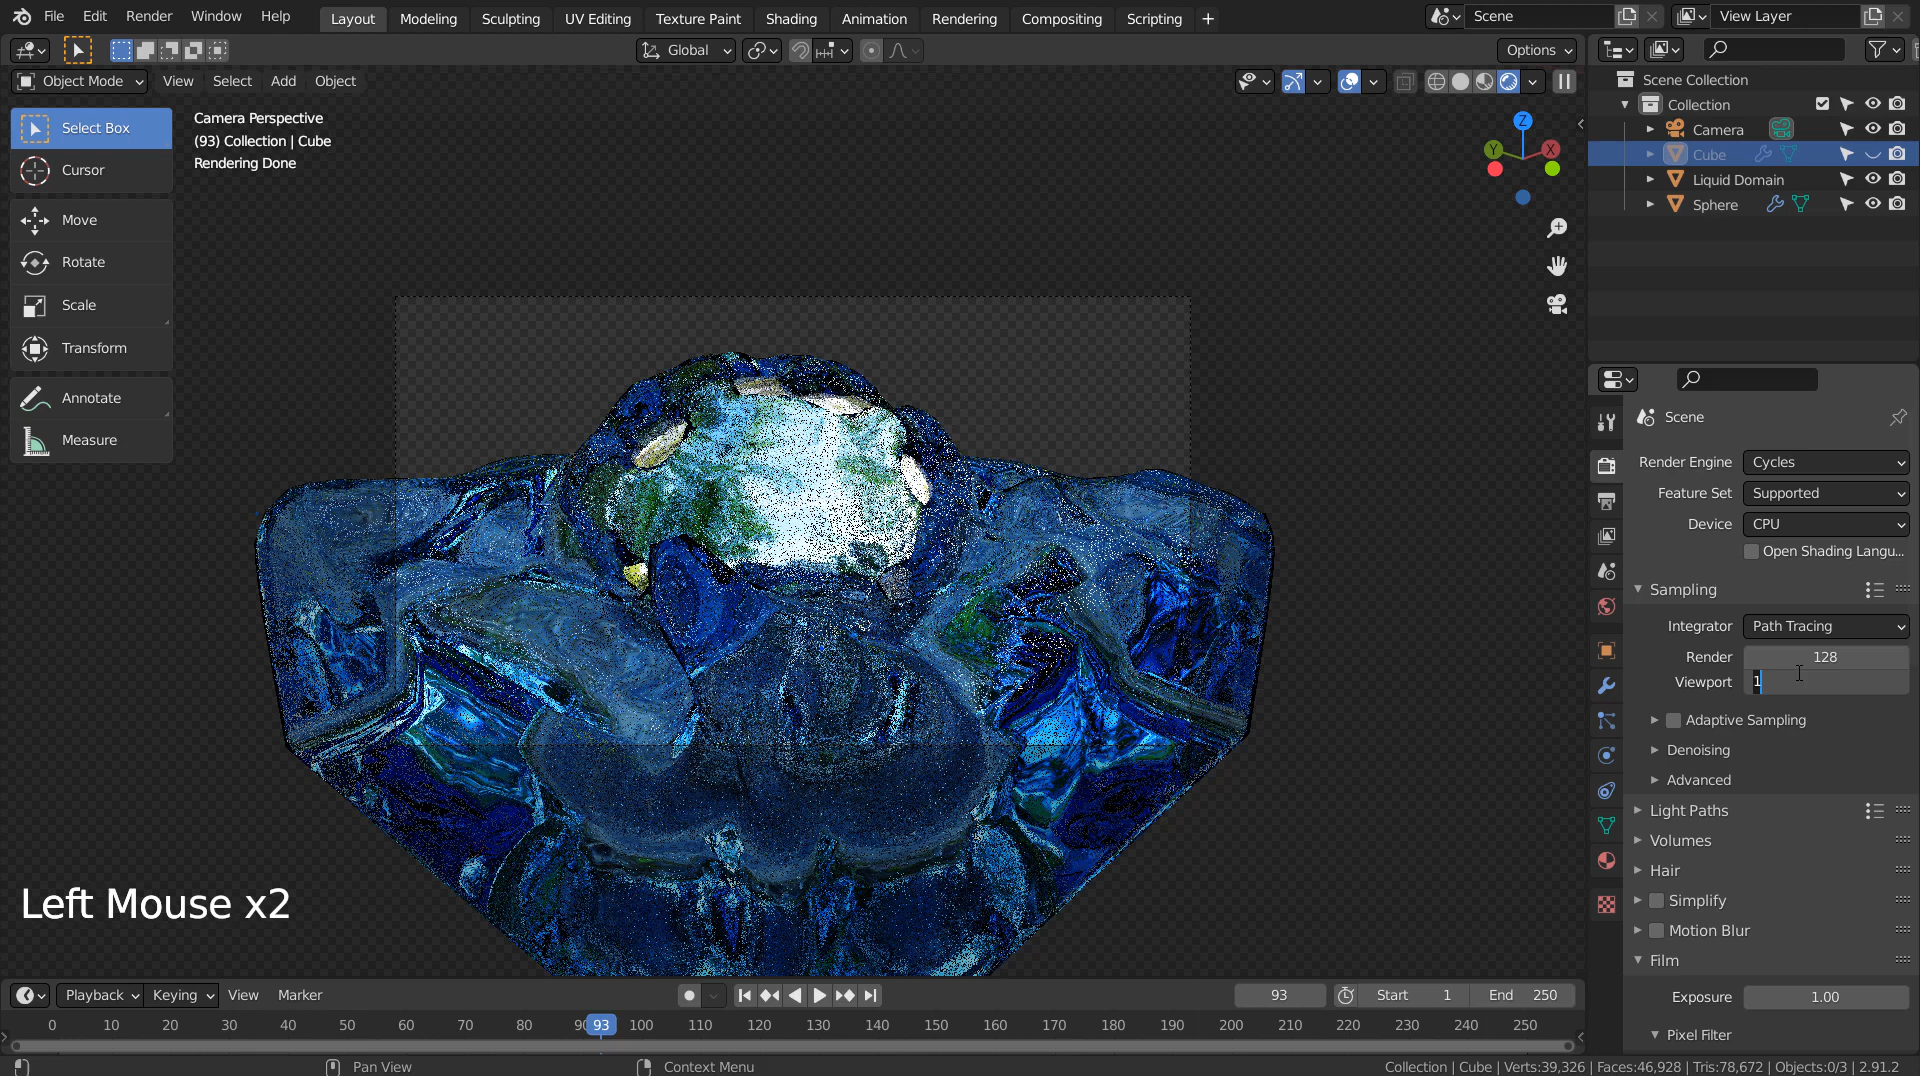 File Edit Render Window Help Layout Modeling Sculpting UV Editing Texture Paint Shading Animation Rendering Compositing Scripting + Scene View Layer
Global Options
Object Mode View Select Add Object
Scene Collection
Collection
Camera
Cube
Liquid Domain
Sphere
Select Box
Cursor
Move
Rotate
Scale
Transform
Annotate
Measure
Camera Perspective
(93) Collection | Cube
Rendering Done
Z
Y
X
Scene
Render Engine Cycles
Feature Set Supported
Device CPU
Open Shading Langu...
Sampling
Integrator Path Tracing
Render 128
Viewport 1
Adaptive Sampling
Denoising
Advanced
Light Paths
Volumes
Hair
Simplify
Motion Blur
Film
Exposure 1.00
Pixel Filter
Left Mouse x2
Playback Keying View Marker 93 Start 1 End 250
0 10 20 30 40 50 60 70 80 90 93 100 110 120 130 140 150 160 170 180 190 200 210 220 230 240 250
Pan View Context Menu Collection | Cube | Verts:39,326 | Faces:46,928 | Tris:78,672 | Objects:0/3 | 2.91.2